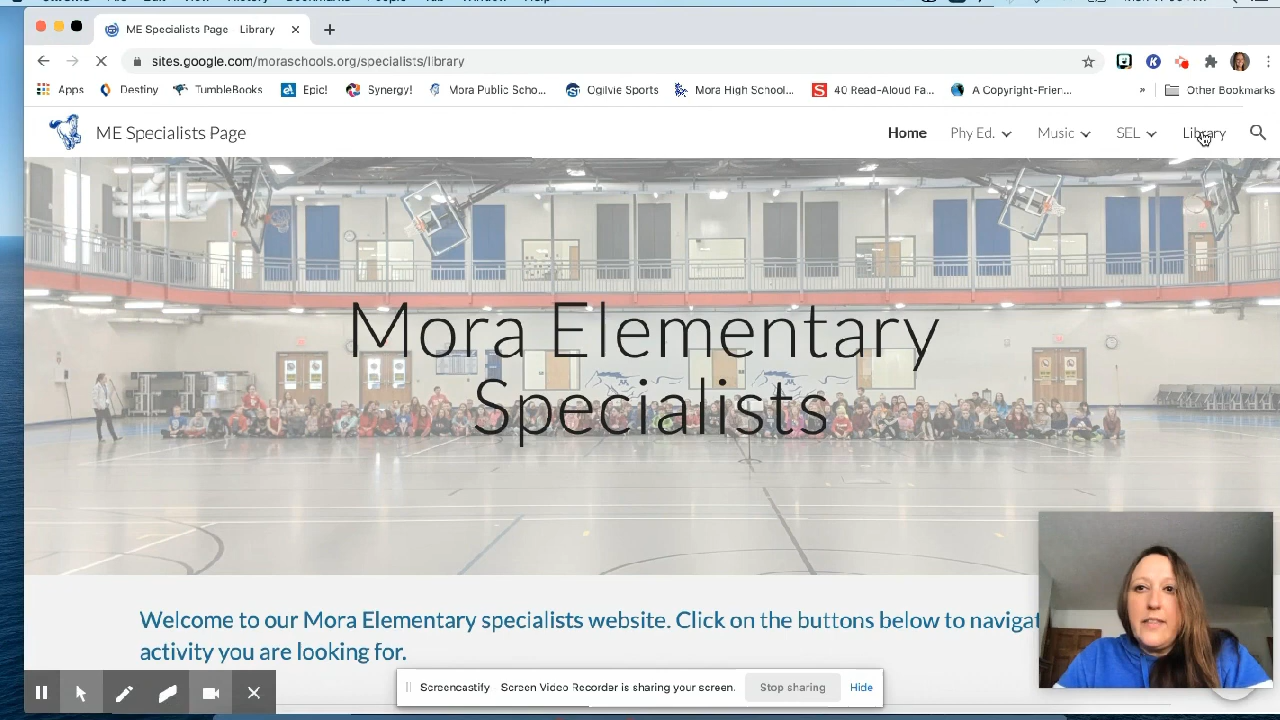 ME Specialists Page Library
sites.google.com/moraschools.org/specialists/library
Apps Destiny TumbleBooks Epic! Synergy! Mora Public Scho... Ogilvie Sports Mora High School... 40 Read-Aloud Fa... A Copyright-Frien... » Other Bookmarks
ME Specialists Page Home Phy Ed. Music SEL Library
Mora Elementary
Specialists
Welcome to our Mora Elementary specialists website. Click on the buttons below to navigat
activity you are looking for.
Screencastify - Screen Video Recorder is sharing your screen. Stop sharing Hide